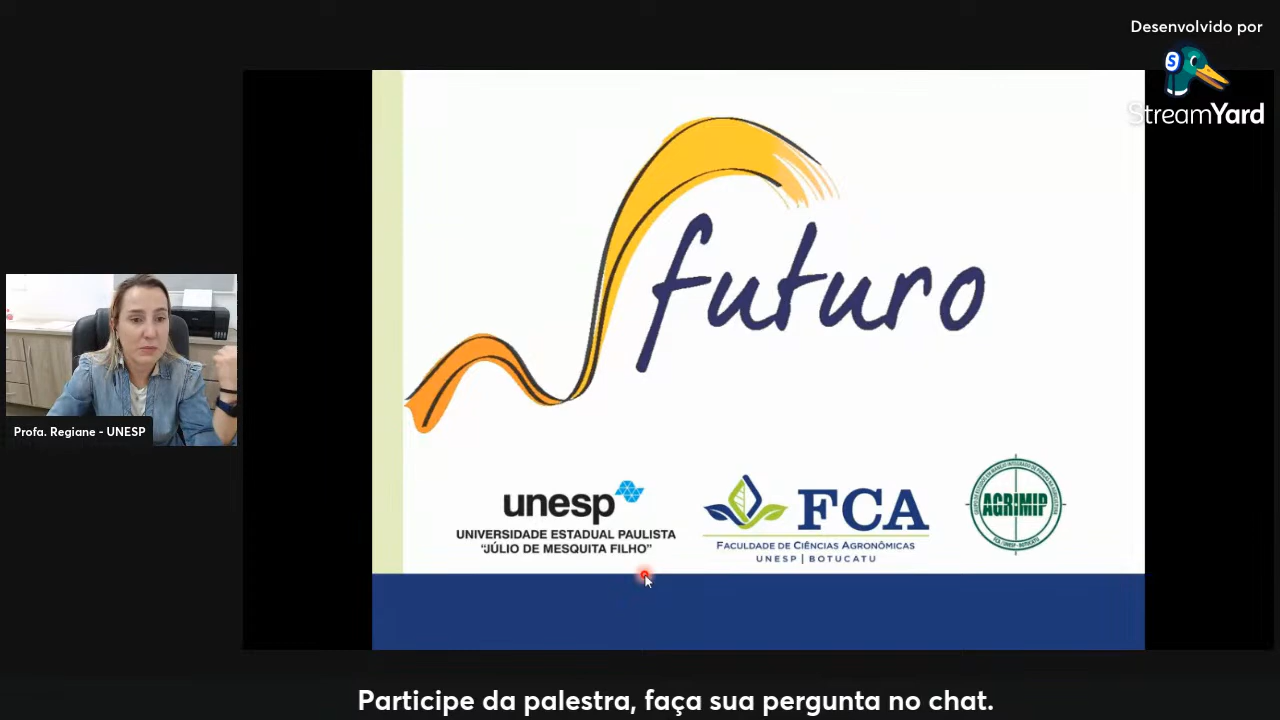 Desenvolvido por
StreamYard
futuro
unesp
UNIVERSIDADE ESTADUAL PAULISTA
"JÚLIO DE MESQUITA FILHO"
FCA
FACULDADE DE CIÊNCIAS AGRONÔMICAS
UNESP | BOTUCATU
AGRIMIP
Profa. Regiane - UNESP
Participe da palestra, faça sua pergunta no chat.